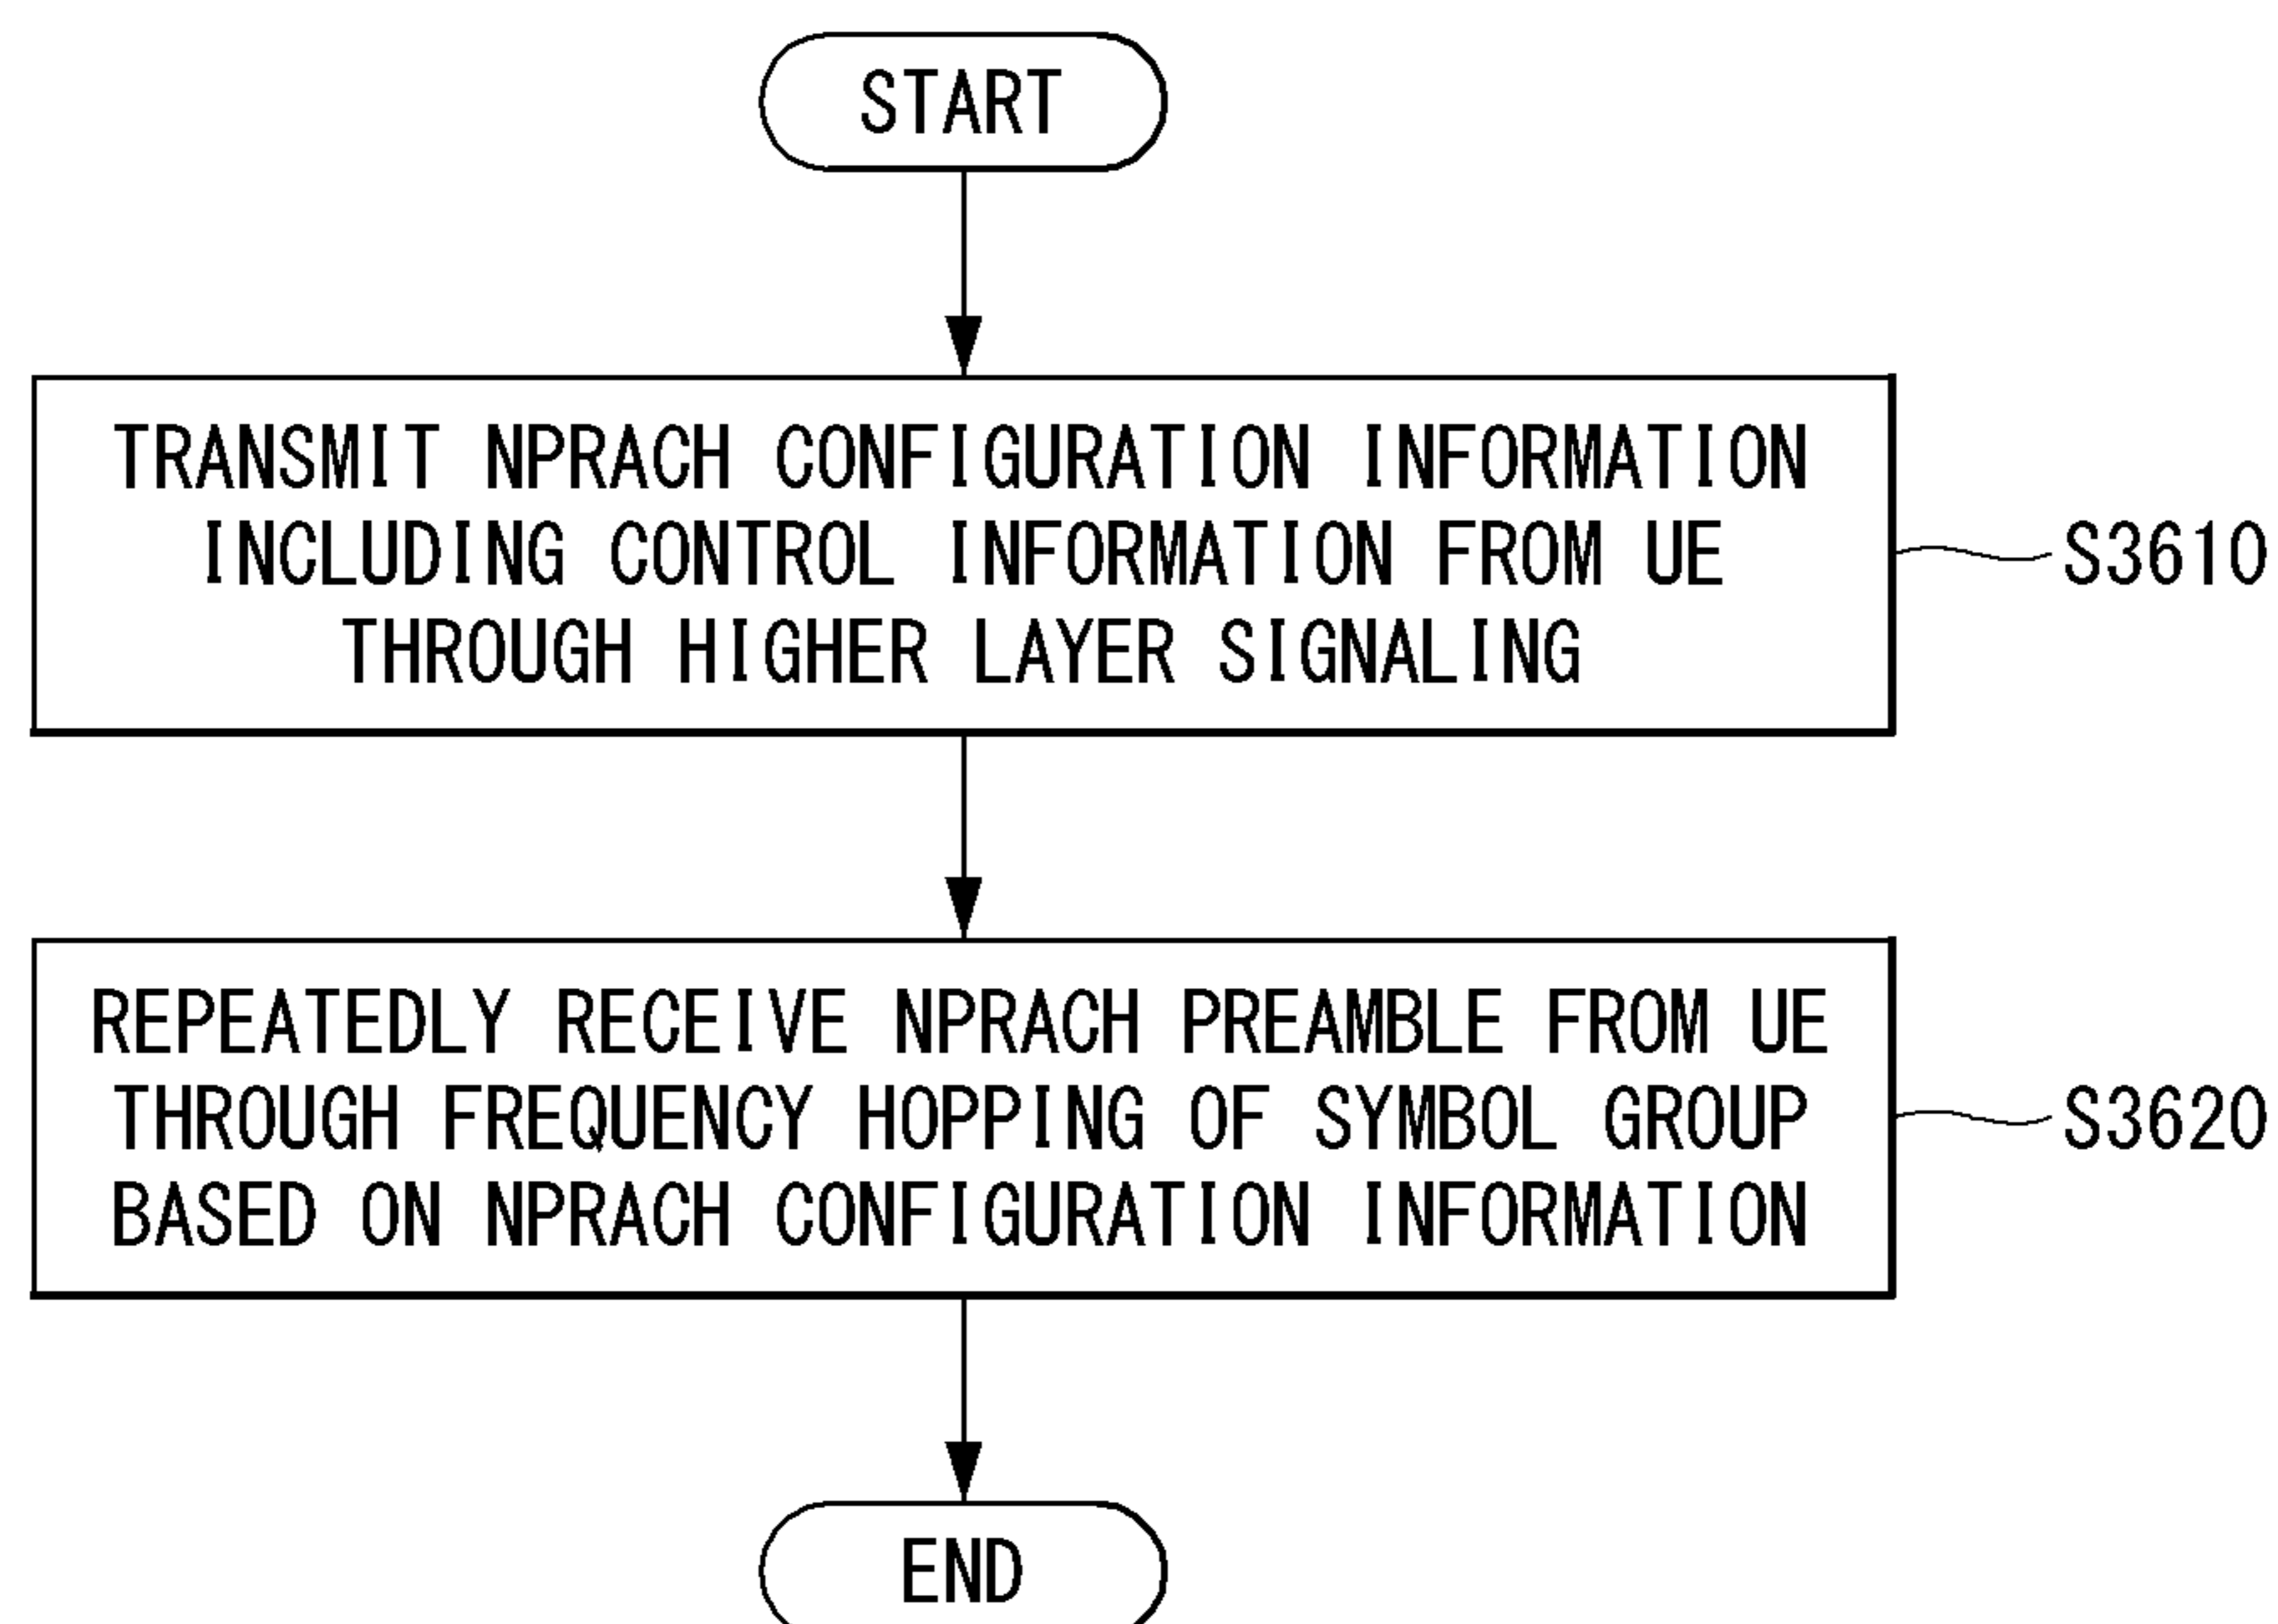 START
TRANSMIT NPRACH CONFIGURATION INFORMATION
INCLUDING CONTROL INFORMATION FROM UE
THROUGH HIGHER LAYER SIGNALING
S3610
REPEATEDLY RECEIVE NPRACH PREAMBLE FROM UE
THROUGH FREQUENCY HOPPING OF SYMBOL GROUP
BASED ON NPRACH CONFIGURATION INFORMATION
S3620
END